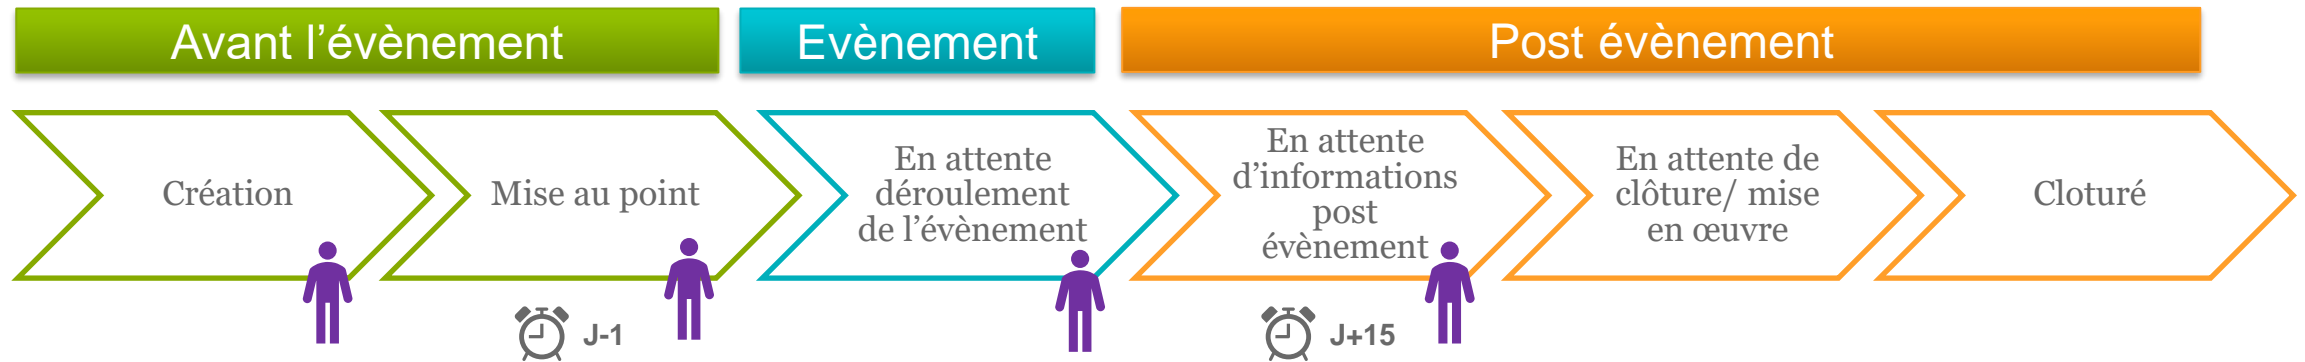 Avant l'évènement
Evènement
Post évènement
Création
Mise au point
En attente
déroulement
de l'évènement
En attente
d'informations
post
évènement
En attente de
clôture/ mise
en œuvre
Cloturé
J-1
J+15